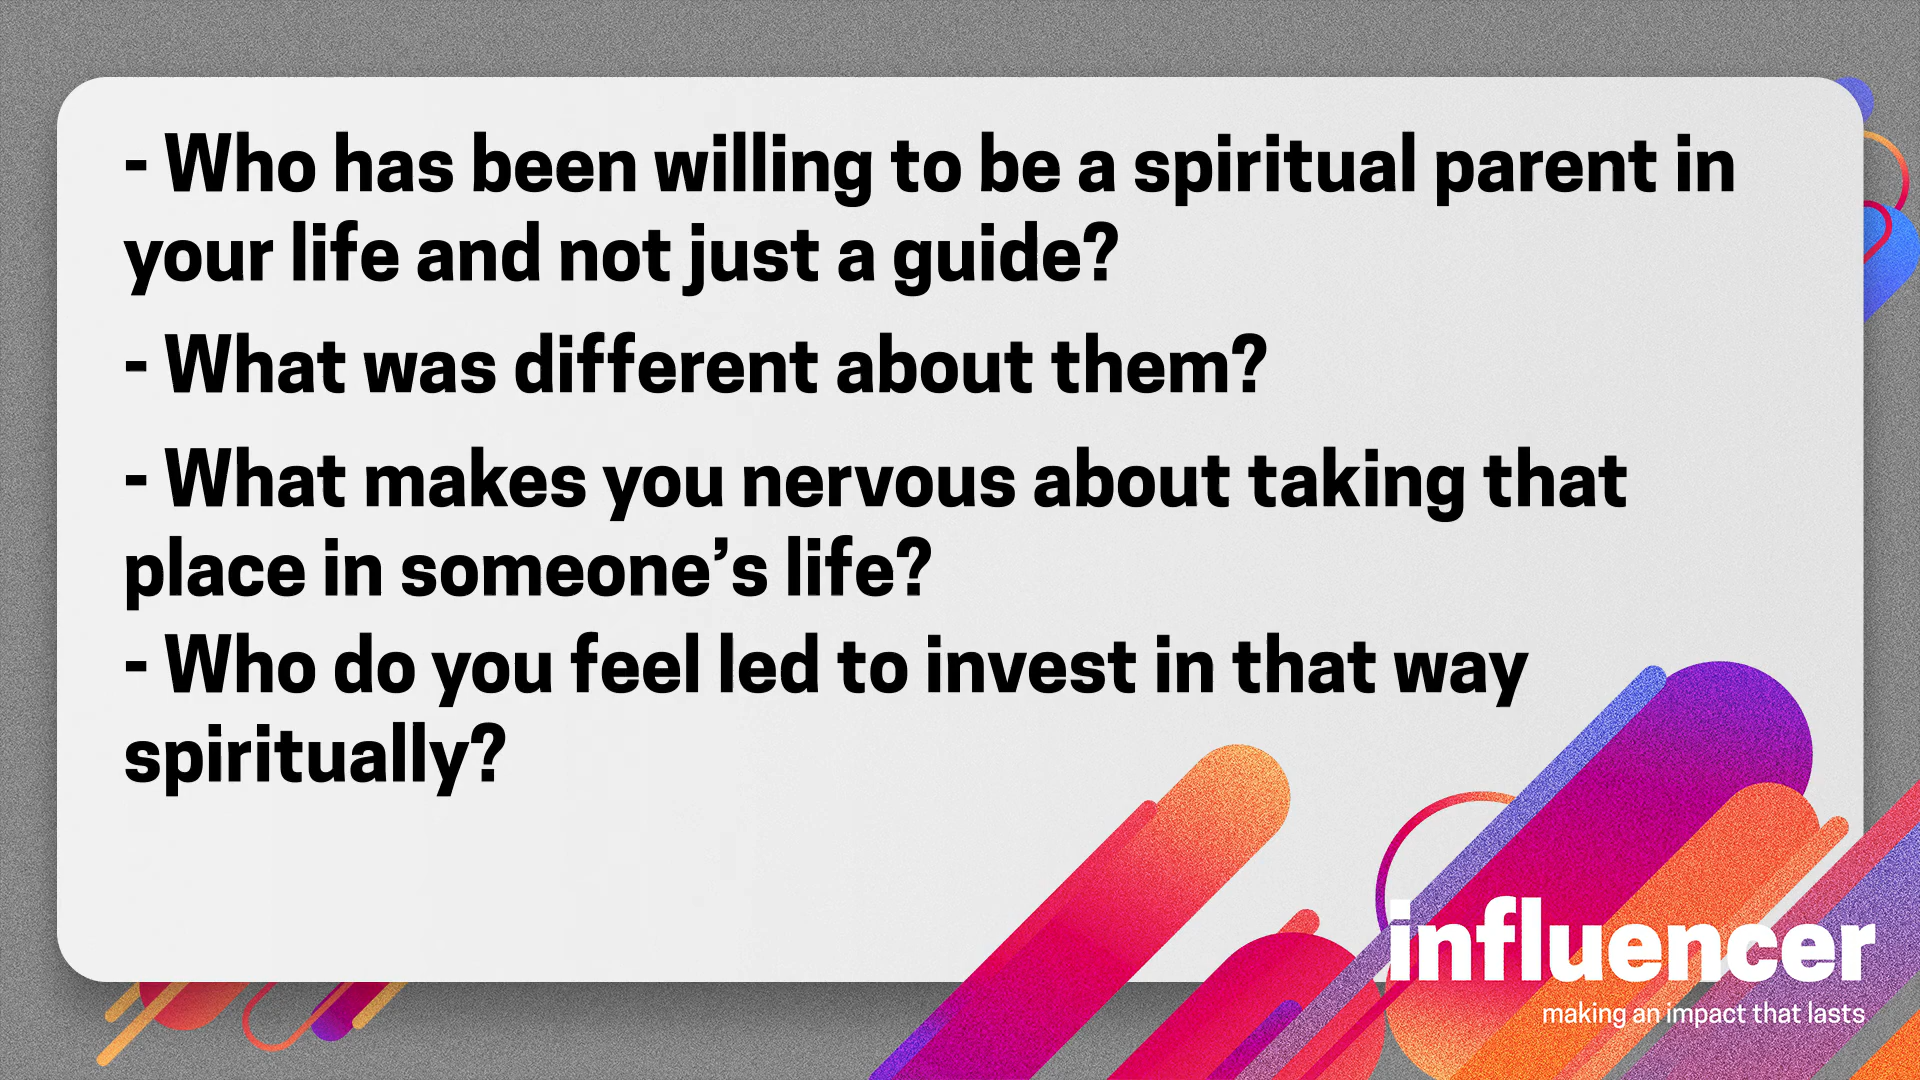 - Who has been willing to be a spiritual parent in
your life and not just a guide?
- What was different about them?
- What makes you nervous about taking that
place in someone’s life?
- Who do you feel led to invest in that way
spiritually?
influencer
making an impact that lasts